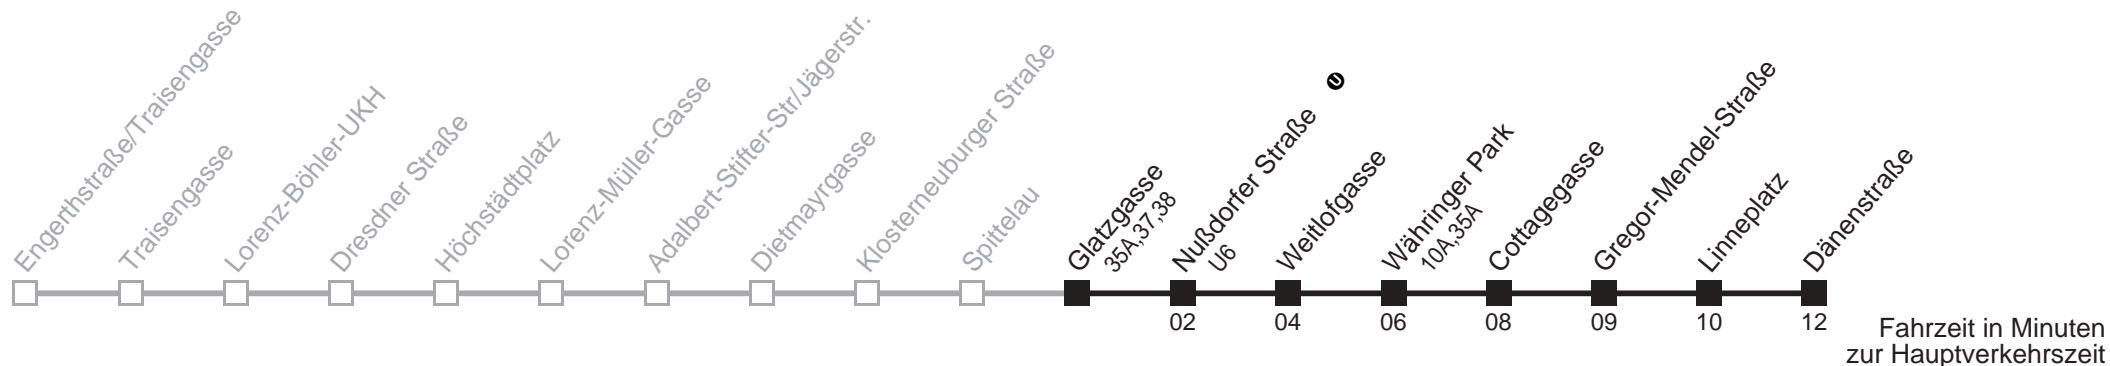 Engerthstraße/Traisengasse
Traisengasse
Lorenz-Böhler-UKH
Dresdner Straße
Höchstädtplatz
Lorenz-Müller-Gasse
Adalbert-Stifter-Str/Jägerstr.
Dietmayrgasse
Klosterneuburger Straße
Spittelau
Glatzgasse
35A,37,38
Nußdorfer Straße
U6
U
Weitlofgasse
Währinger Park
10A,35A
Cottagegasse
Gregor-Mendel-Straße
Linneplatz
Dänenstraße
02 04 06 08 09 10 12
Fahrzeit in Minuten
zur Hauptverkehrszeit